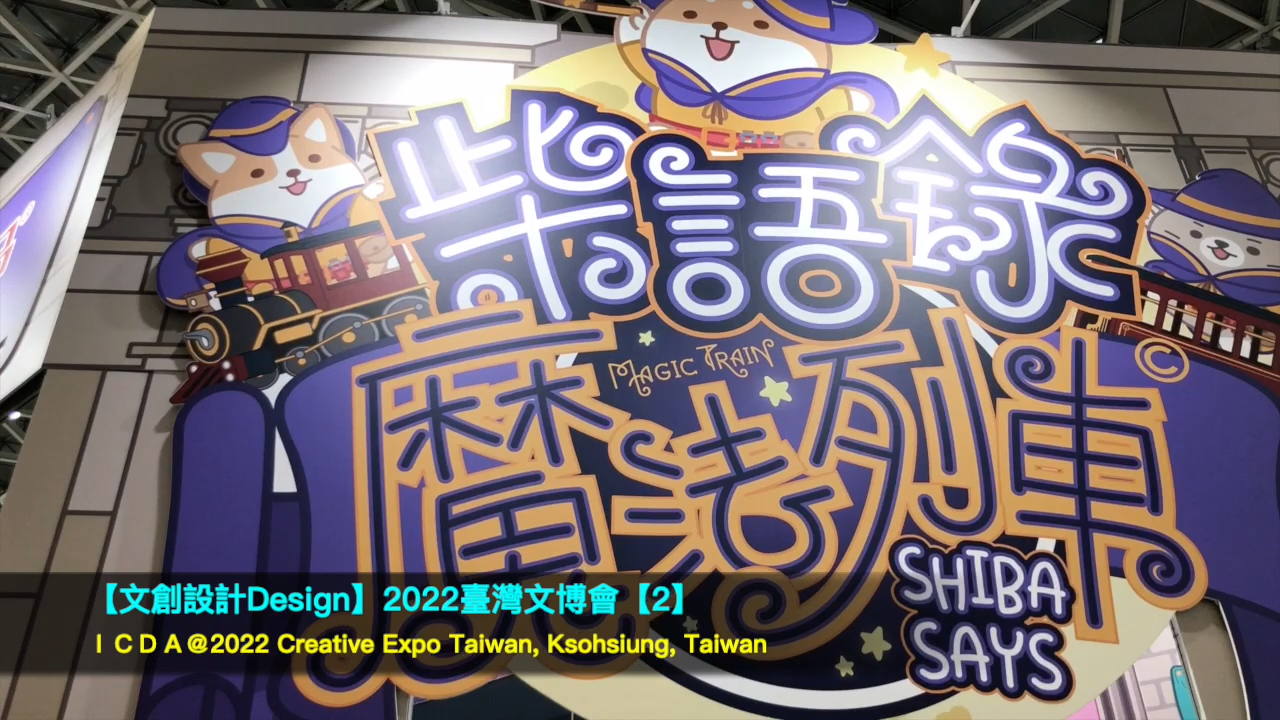 柴語錄
MAGIC TRAIN
魔法列車
©
SHIBA
SAYS
【文創設計Design】2022臺灣文博會【2】
ICDA@2022 Creative Expo Taiwan, Ksohsiung, Taiwan